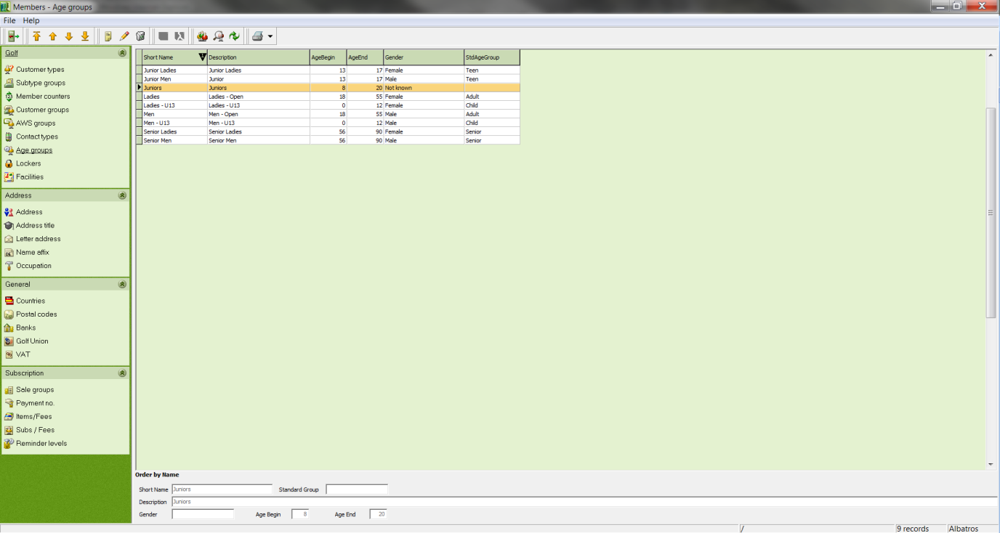 Members - Age groups
File Help
Golf
Customer types
Subtype groups
Member counters
Customer groups
AWS groups
Contact types
Age groups
Lockers
Facilities
Address
Address
Address title
Letter address
Name affix
Occupation
General
Countries
Postal codes
Banks
Golf Union
VAT
Subscription
Sale groups
Payment no.
Items/Fees
Subs / Fees
Reminder levels
Short Name Description AgeBegin AgeEnd Gender StdAgeGroup
Junior Ladies Junior Ladies 13 17 Female Teen
Junior Men Junior 13 17 Male Teen
Juniors Juniors 8 20 Not known
Ladies Ladies - Open 18 55 Female Adult
Ladies - U13 Ladies - U13 0 12 Female Child
Men Men - Open 18 55 Male Adult
Men - U13 Men - U13 0 12 Male Child
Senior Ladies Senior Ladies 56 90 Female Senior
Senior Men Senior Men 56 90 Male Senior
Order by Name
Short Name Juniors Standard Group
Description Juniors
Gender Age Begin 8 Age End 20
/ 9 records Albatros